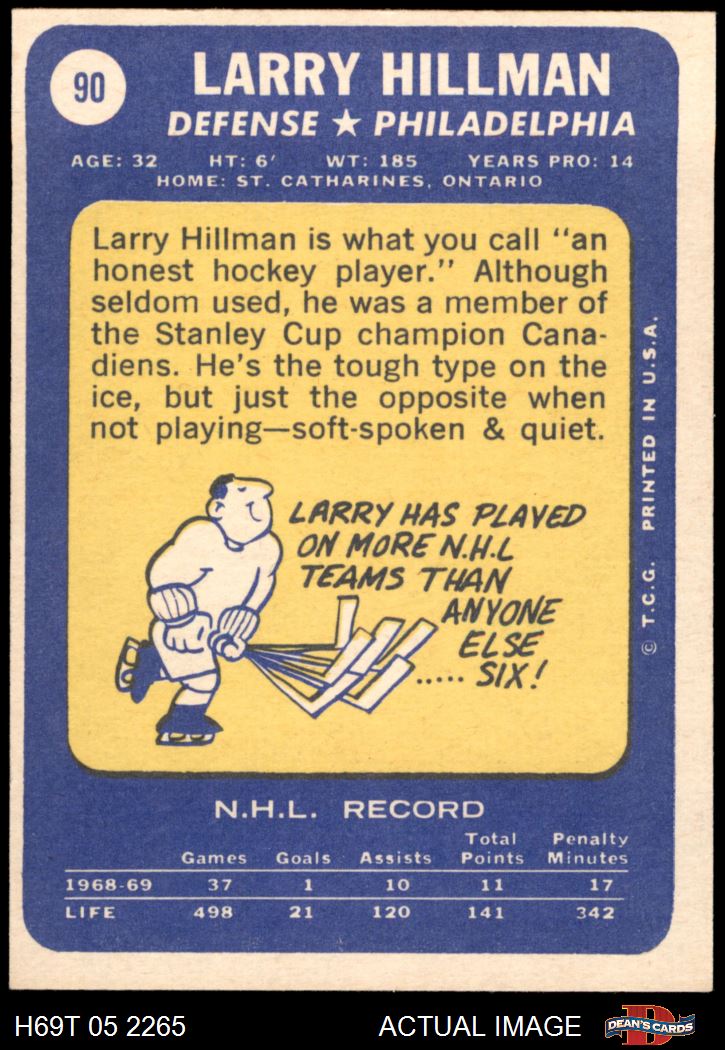 90
LARRY HILLMAN
DEFENSE ★ PHILADELPHIA
AGE: 32 HT: 6' WT: 185 YEARS PRO: 14
HOME: ST. CATHARINES, ONTARIO
Larry Hillman is what you call "an
honest hockey player." Although
seldom used, he was a member of
the Stanley Cup champion Cana-
diens. He's the tough type on the
ice, but just the opposite when
not playing—soft-spoken & quiet.
LARRY HAS PLAYED
ON MORE N.H.L
TEAMS THAN
ANYONE
ELSE
..... SIX!
© T.C.G. PRINTED IN U.S.A.
N.H.L. RECORD
Total Penalty
Games Goals Assists Points Minutes
1968-69 37 1 10 11 17
LIFE 498 21 120 141 342
H69T 05 2265 ACTUAL IMAGE
D
DEAN'S CARDS